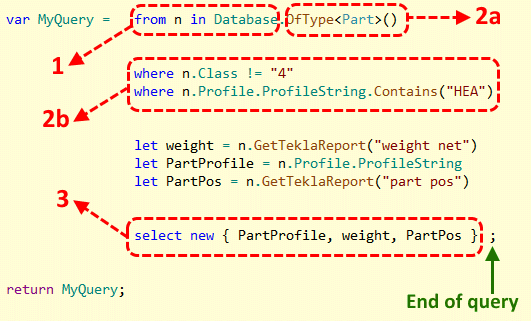 var MyQuery = from n in Database.OfType<Part>()
2a
1
where n.Class != "4"
where n.Profile.ProfileString.Contains("HEA")
2b
let weight = n.GetTeklaReport("weight net")
let PartProfile = n.Profile.ProfileString
let PartPos = n.GetTeklaReport("part pos")
3
select new { PartProfile, weight, PartPos } ;
return MyQuery;
End of query